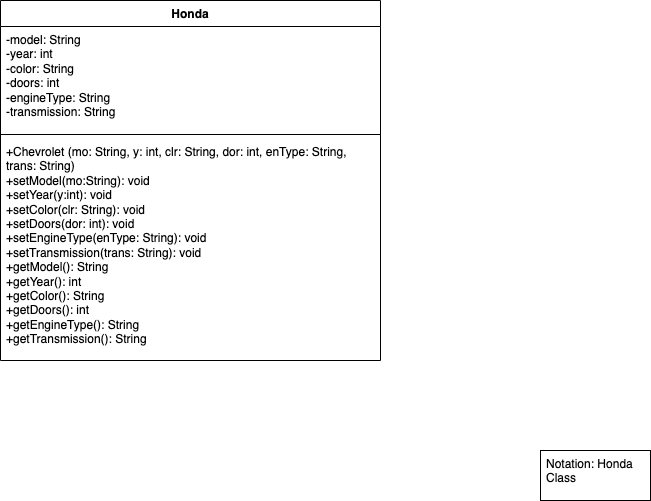 Honda
-model: String
-year: int
-color: String
-doors: int
-engineType: String
-transmission: String
+Chevrolet (mo: String, y: int, clr: String, dor: int, enType: String,
trans: String)
+setModel(mo:String): void
+setYear(y:int): void
+setColor(clr: String): void
+setDoors(dor: int): void
+setEngineType(enType: String): void
+setTransmission(trans: String): void
+getModel(): String
+getYear(): int
+getColor(): String
+getDoors(): int
+getEngineType(): String
+getTransmission(): String
Notation: Honda
Class